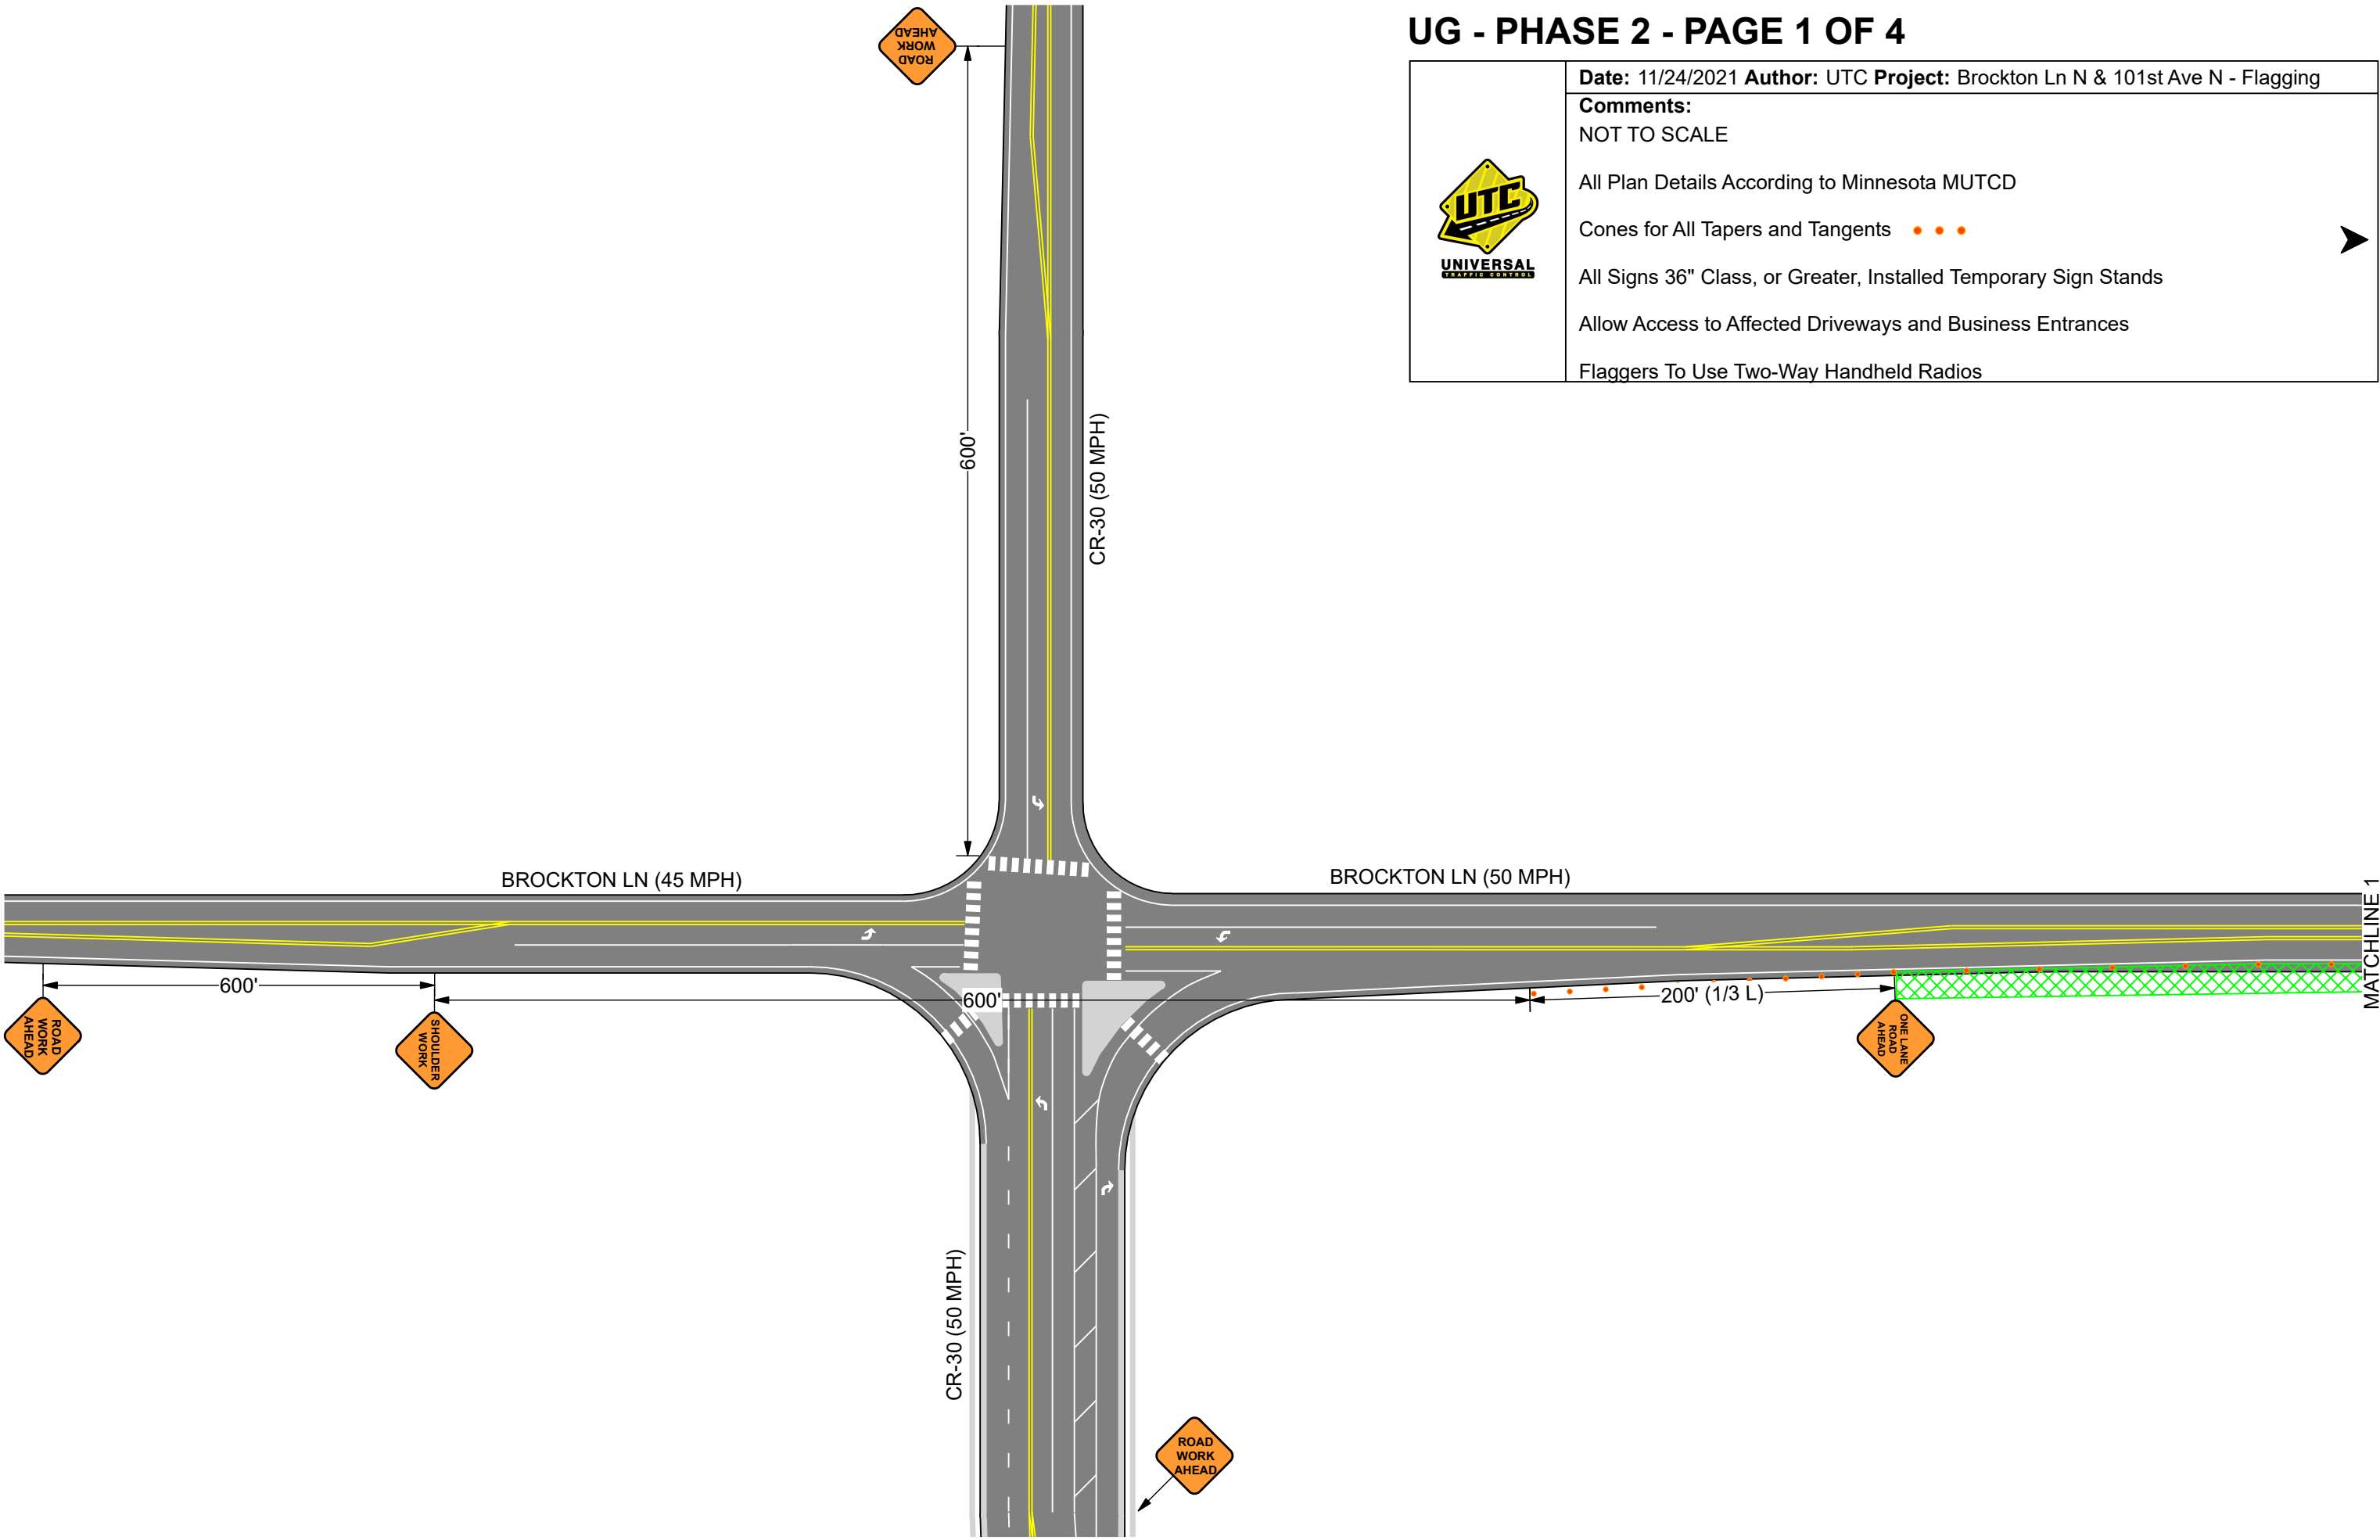 UG - PHASE 2 - PAGE 1 OF 4
Date: 11/24/2021 Author: UTC Project: Brockton Ln N & 101st Ave N - Flagging
Comments:
NOT TO SCALE
All Plan Details According to Minnesota MUTCD
Cones for All Tapers and Tangents
All Signs 36" Class, or Greater, Installed Temporary Sign Stands
Allow Access to Affected Driveways and Business Entrances
Flaggers To Use Two-Way Handheld Radios
UTC
UNIVERSAL
TRAFFIC CONTROL
ROAD
WORK
AHEAD
600'
CR-30 (50 MPH)
BROCKTON LN (45 MPH)
BROCKTON LN (50 MPH)
MATCHLINE 1
600'
600'
200' (1/3 L)
ROAD
WORK
AHEAD
SHOULDER
WORK
ONE LANE
ROAD
AHEAD
CR-30 (50 MPH)
ROAD
WORK
AHEAD